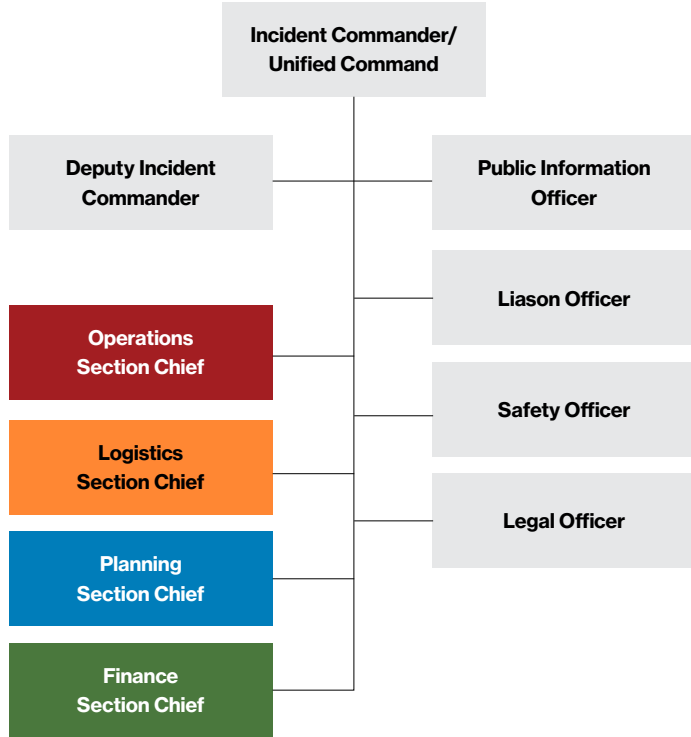 Incident Commander/
Unified Command
Deputy Incident
Commander
Public Information
Officer
Liason Officer
Operations
Section Chief
Safety Officer
Logistics
Section Chief
Legal Officer
Planning
Section Chief
Finance
Section Chief